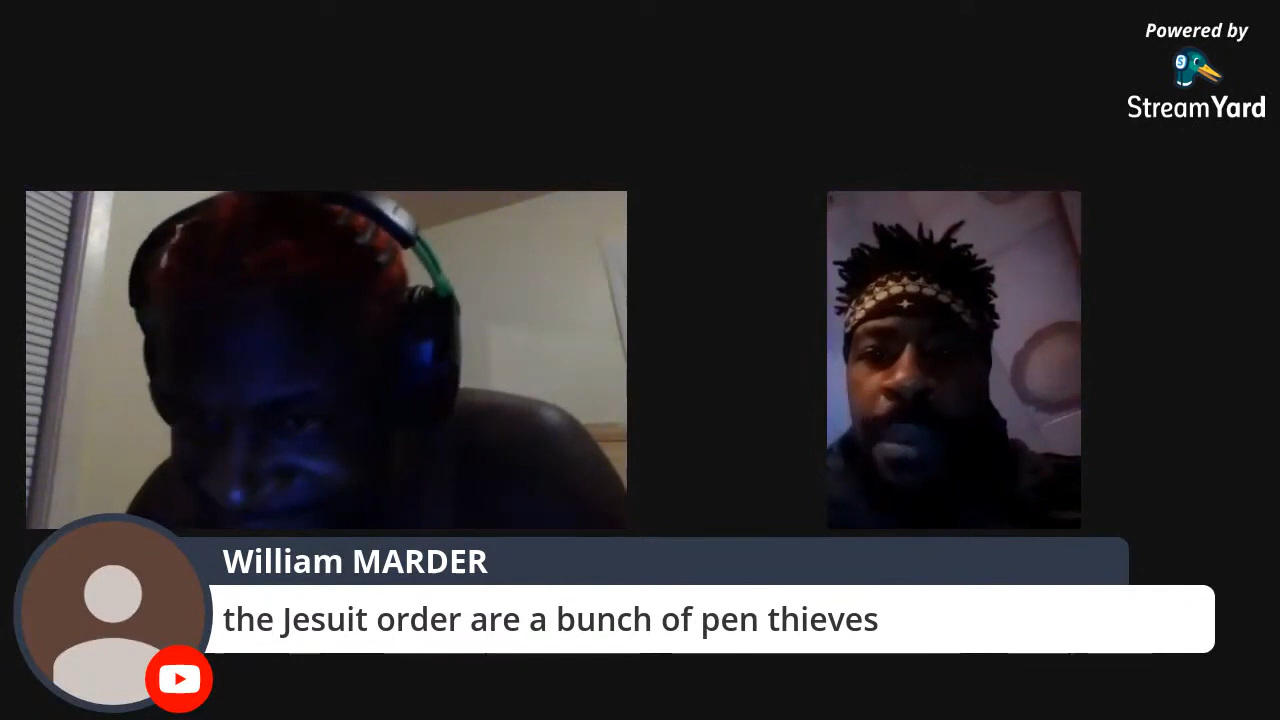 Powered by
StreamYard
William MARDER
the Jesuit order are a bunch of pen thieves